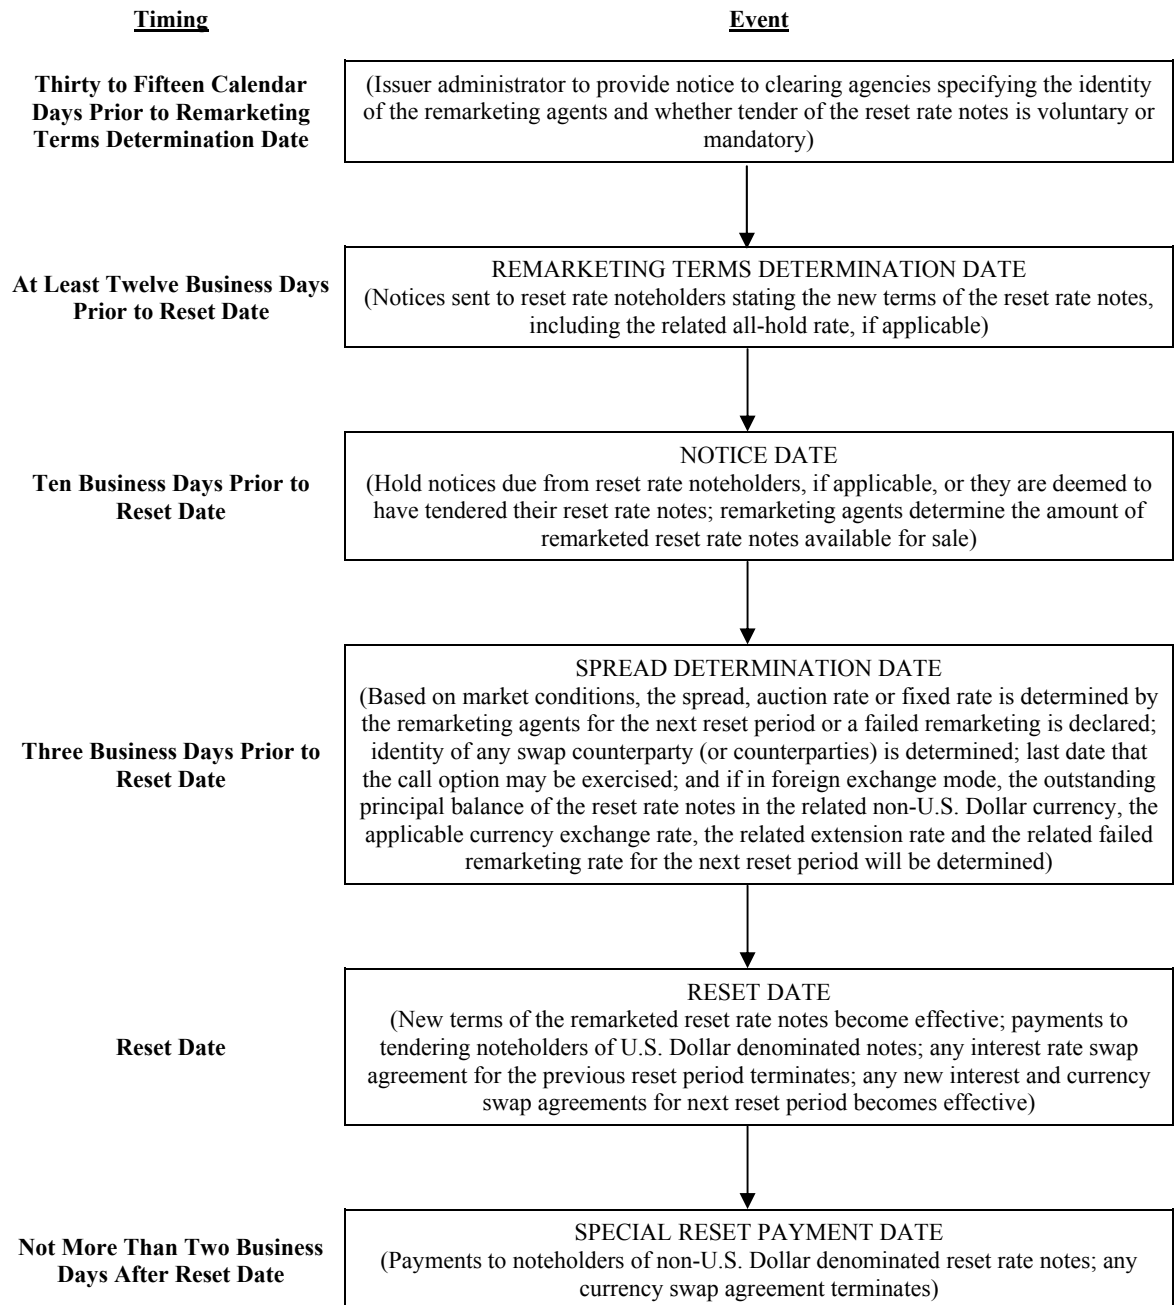 Timing
Event
Thirty to Fifteen Calendar
Days Prior to Remarketing
Terms Determination Date
(Issuer administrator to provide notice to clearing agencies specifying the identity
of the remarketing agents and whether tender of the reset rate notes is voluntary or
mandatory)
At Least Twelve Business Days
Prior to Reset Date
REMARKETING TERMS DETERMINATION DATE
(Notices sent to reset rate noteholders stating the new terms of the reset rate notes,
including the related all-hold rate, if applicable)
Ten Business Days Prior to
Reset Date
NOTICE DATE
(Hold notices due from reset rate noteholders, if applicable, or they are deemed to
have tendered their reset rate notes; remarketing agents determine the amount of
remarketed reset rate notes available for sale)
Three Business Days Prior to
Reset Date
SPREAD DETERMINATION DATE
(Based on market conditions, the spread, auction rate or fixed rate is determined by
the remarketing agents for the next reset period or a failed remarketing is declared;
identity of any swap counterparty (or counterparties) is determined; last date that
the call option may be exercised; and if in foreign exchange mode, the outstanding
principal balance of the reset rate notes in the related non-U.S. Dollar currency, the
applicable currency exchange rate, the related extension rate and the related failed
remarketing rate for the next reset period will be determined)
Reset Date
RESET DATE
(New terms of the remarketed reset rate notes become effective; payments to
tendering noteholders of U.S. Dollar denominated notes; any interest rate swap
agreement for the previous reset period terminates; any new interest and currency
swap agreements for next reset period becomes effective)
Not More Than Two Business
Days After Reset Date
SPECIAL RESET PAYMENT DATE
(Payments to noteholders of non-U.S. Dollar denominated reset rate notes; any
currency swap agreement terminates)